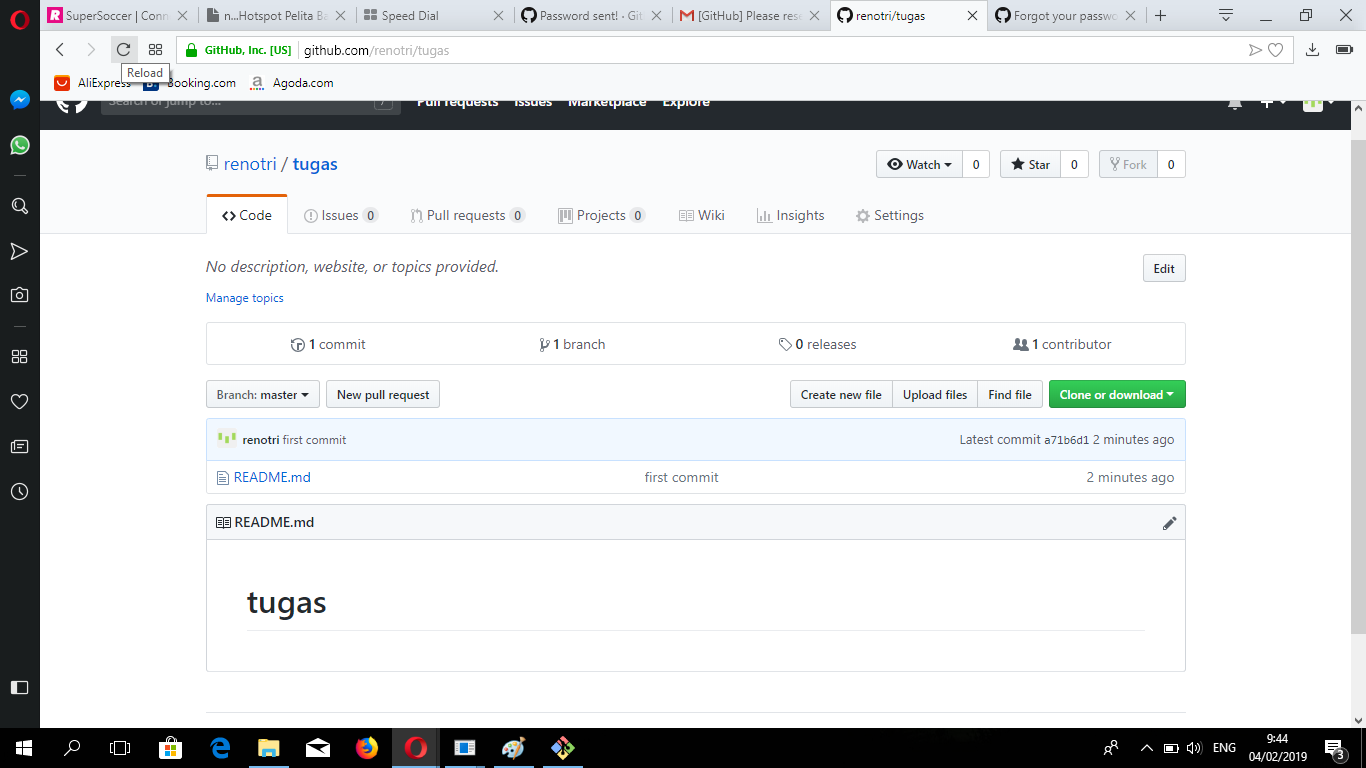 SuperSoccer | Conn
n...Hotspot Pelita Ba
Speed Dial
Password sent! · Git
[GitHub] Please rese
renotri/tugas
Forgot your passwo
GitHub, Inc. [US]
github.com/renotri/tugas
Reload
AliExpress
Booking.com
a Agoda.com
Search or jump to...
/
Pull requests
Issues
Marketplace
Explore
renotri / tugas
Watch 0
Star 0
Fork 0
Code
Issues 0
Pull requests 0
Projects 0
Wiki
Insights
Settings
No description, website, or topics provided.
Edit
Manage topics
1 commit
1 branch
0 releases
1 contributor
Branch: master
New pull request
Create new file
Upload files
Find file
Clone or download
renotri first commit
Latest commit a71b6d1 2 minutes ago
README.md
first commit
2 minutes ago
README.md
tugas
ENG
9:44
04/02/2019
3